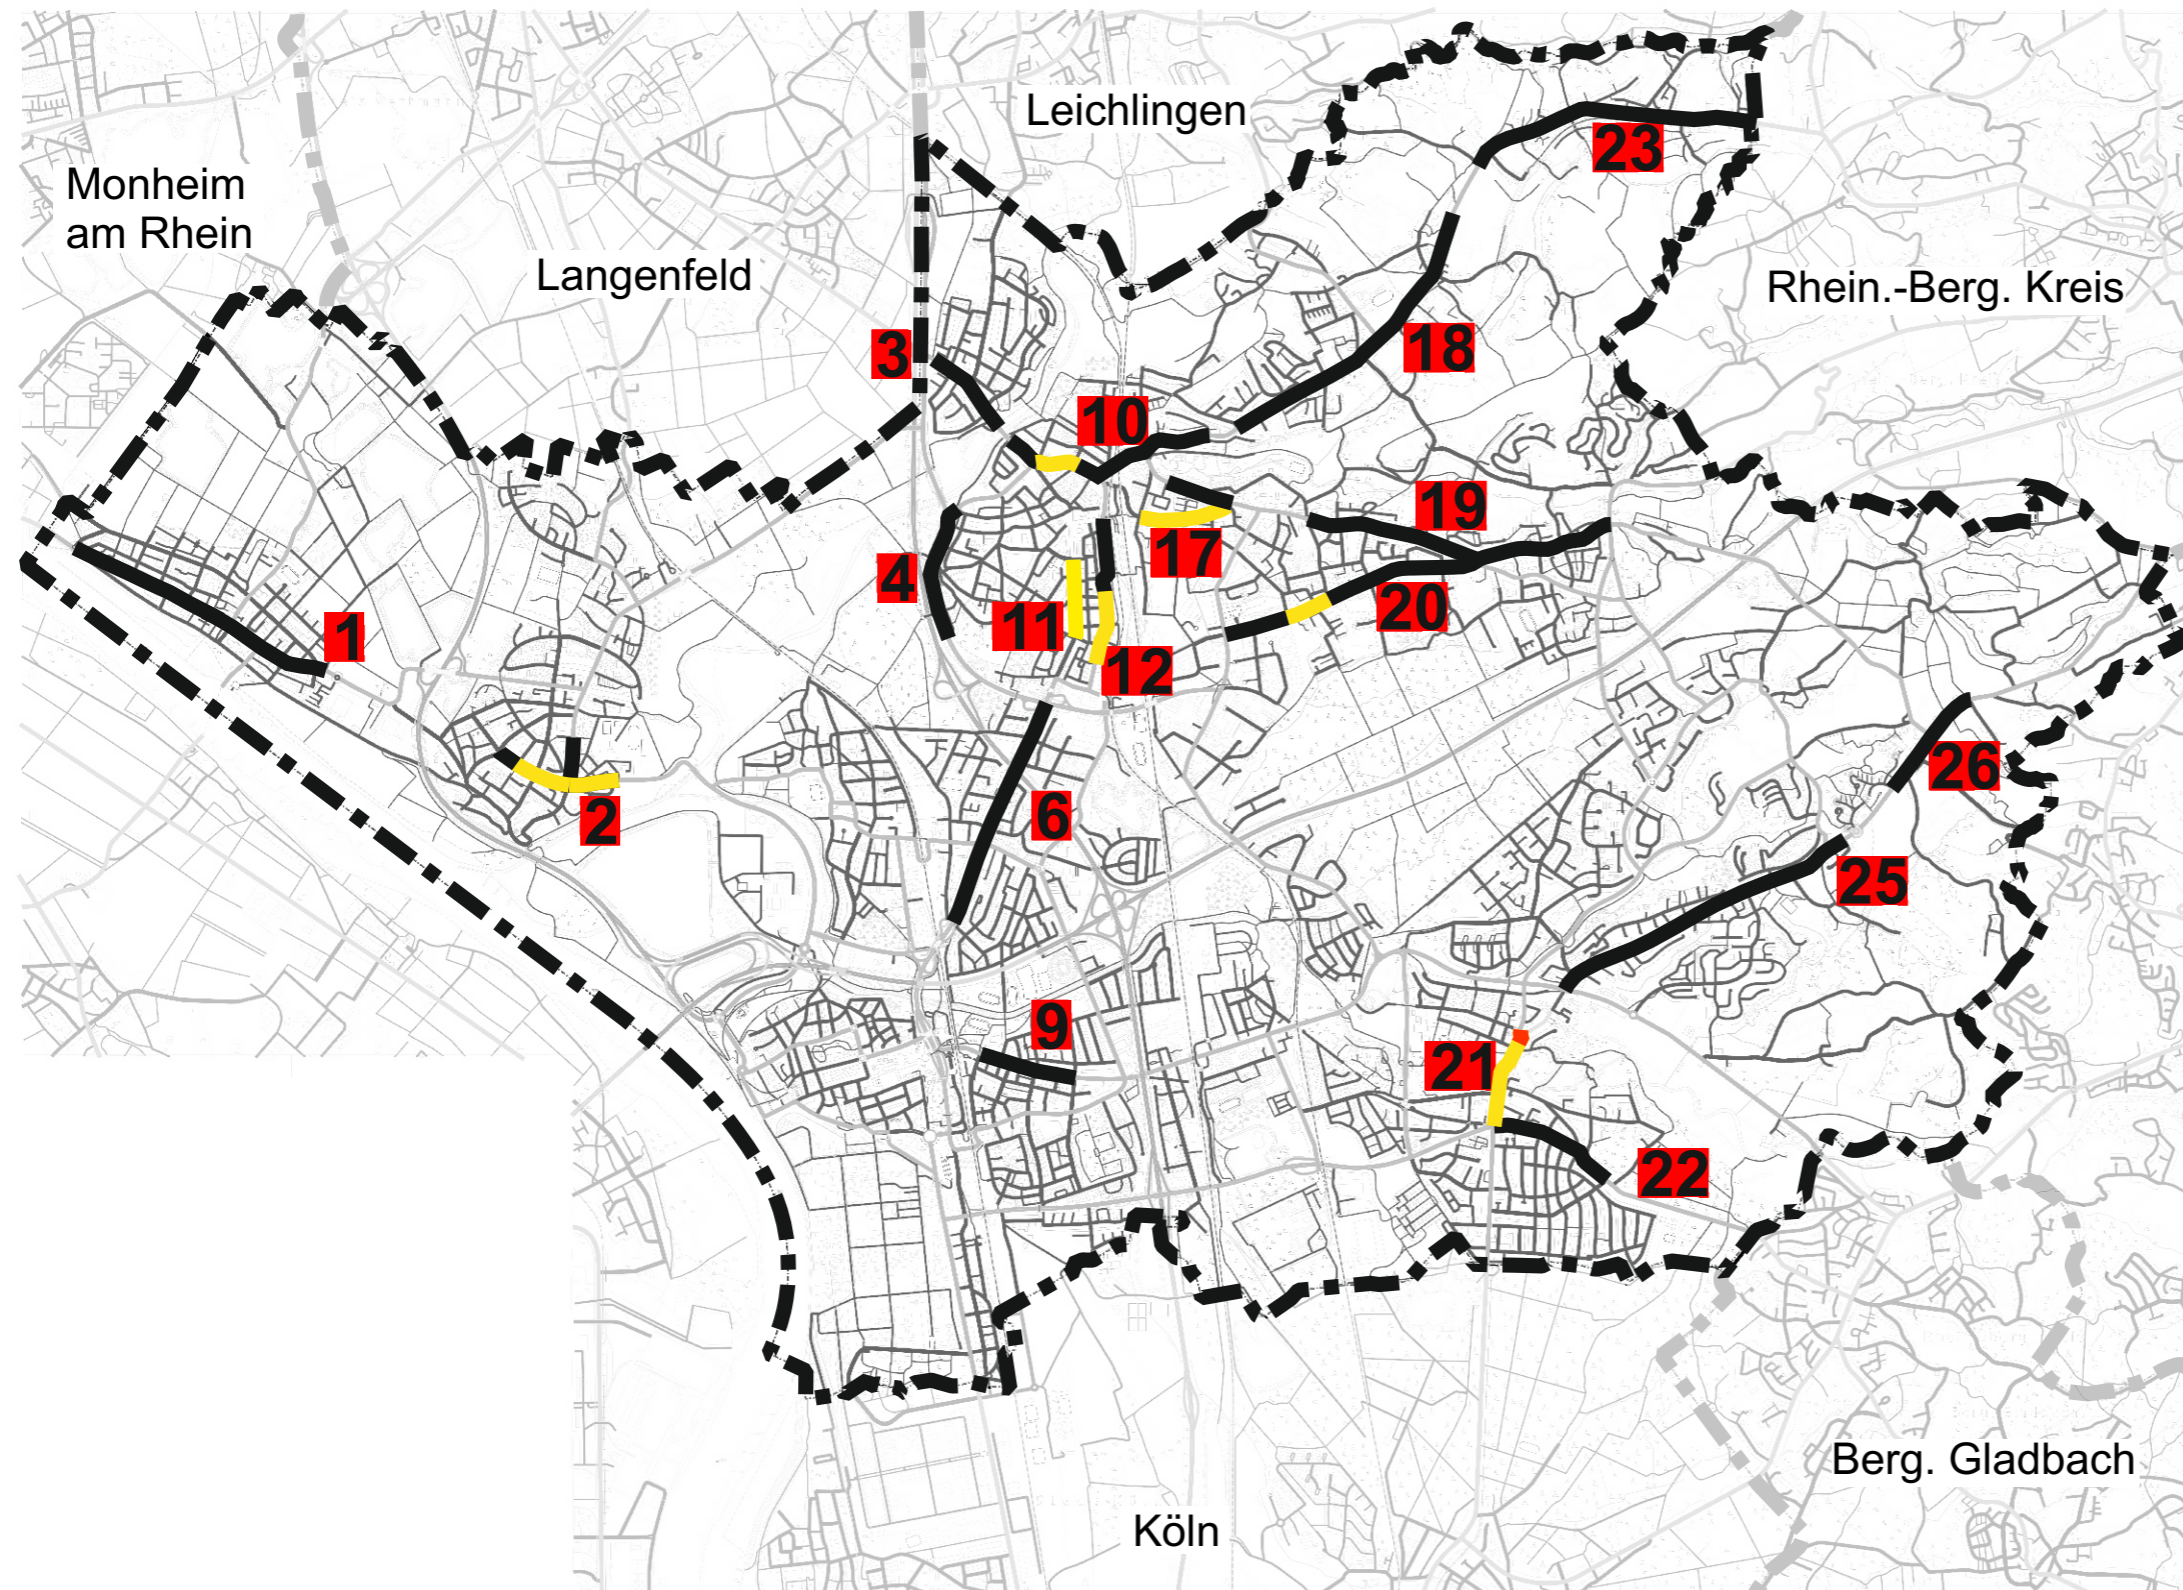 Leichlingen
23
Monheim
am Rhein
Langenfeld
Rhein.-Berg. Kreis
3
18
10
19
17
4
20
11
1
12
26
6
2
25
9
21
22
Berg. Gladbach
Köln